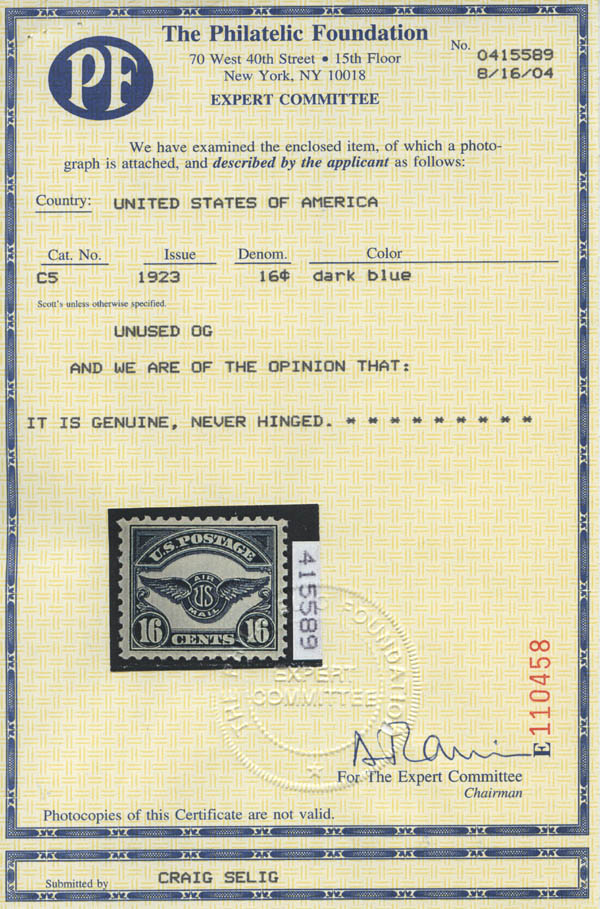 PF
The Philatelic Foundation
70 West 40th Street • 15th Floor
New York, NY 10018
EXPERT COMMITTEE
No. 0415589
8/16/04
We have examined the enclosed item, of which a photo-
graph is attached, and described by the applicant as follows:
Country: UNITED STATES OF AMERICA
Cat. No. Issue Denom. Color
C5 1923 16¢ dark blue
Scott's unless otherwise specified.
UNUSED OG
AND WE ARE OF THE OPINION THAT:
IT IS GENUINE, NEVER HINGED. * * * * * * * * *
U.S. POSTAGE
AIR
US
MAIL
16 CENTS 16
415589
EXPERT
COMMITTEE
E 110458
For The Expert Committee
Chairman
Photocopies of this Certificate are not valid.
Submitted by CRAIG SELIG